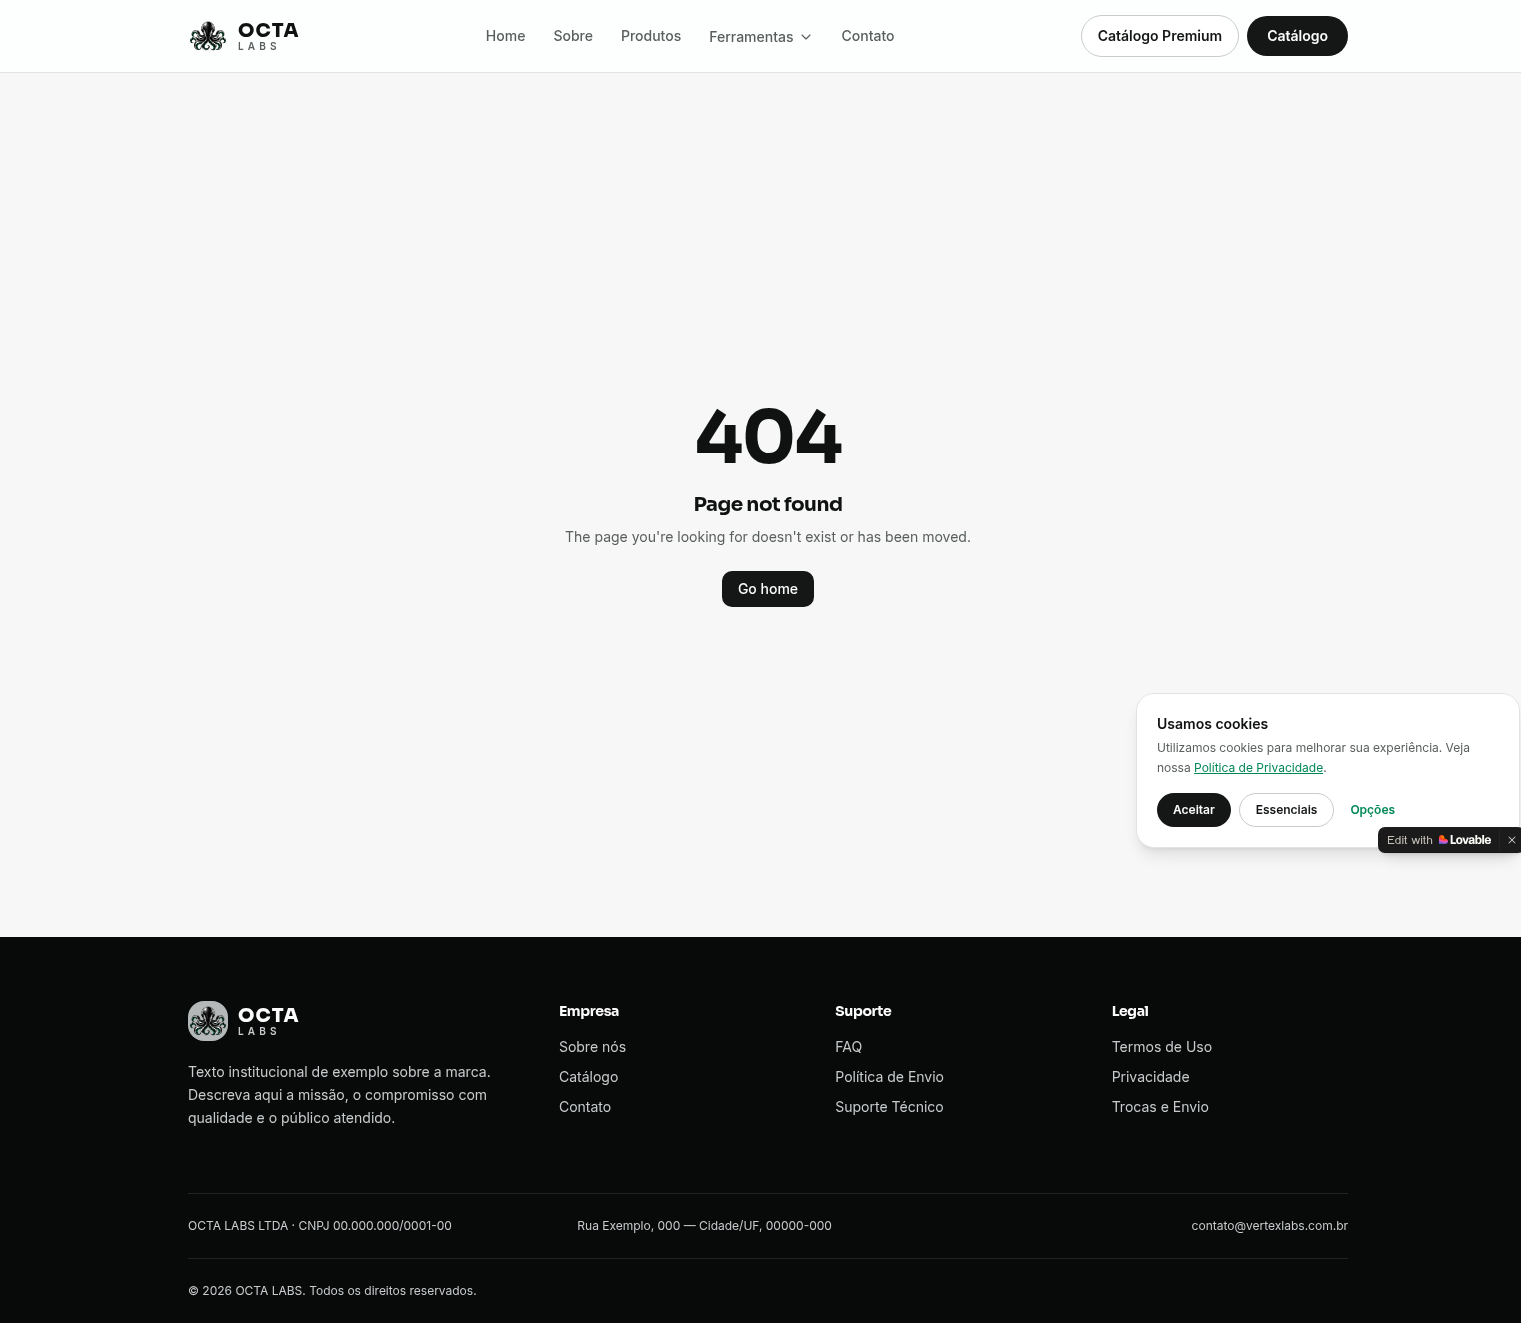 OCTA
LABS
Home
Sobre
Produtos
Ferramentas
Contato
Catálogo Premium
Catálogo
404
Page not found
The page you're looking for doesn't exist or has been moved.
Go home
Usamos cookies
Utilizamos cookies para melhorar sua experiência. Veja
nossa Política de Privacidade.
Aceitar
Essenciais
Opções
Edit with Lovable
OCTA
LABS
Texto institucional de exemplo sobre a marca.
Descreva aqui a missão, o compromisso com
qualidade e o público atendido.
Empresa
Sobre nós
Catálogo
Contato
Suporte
FAQ
Política de Envio
Suporte Técnico
Legal
Termos de Uso
Privacidade
Trocas e Envio
OCTA LABS LTDA · CNPJ 00.000.000/0001-00
Rua Exemplo, 000 — Cidade/UF, 00000-000
contato@vertexlabs.com.br
© 2026 OCTA LABS. Todos os direitos reservados.